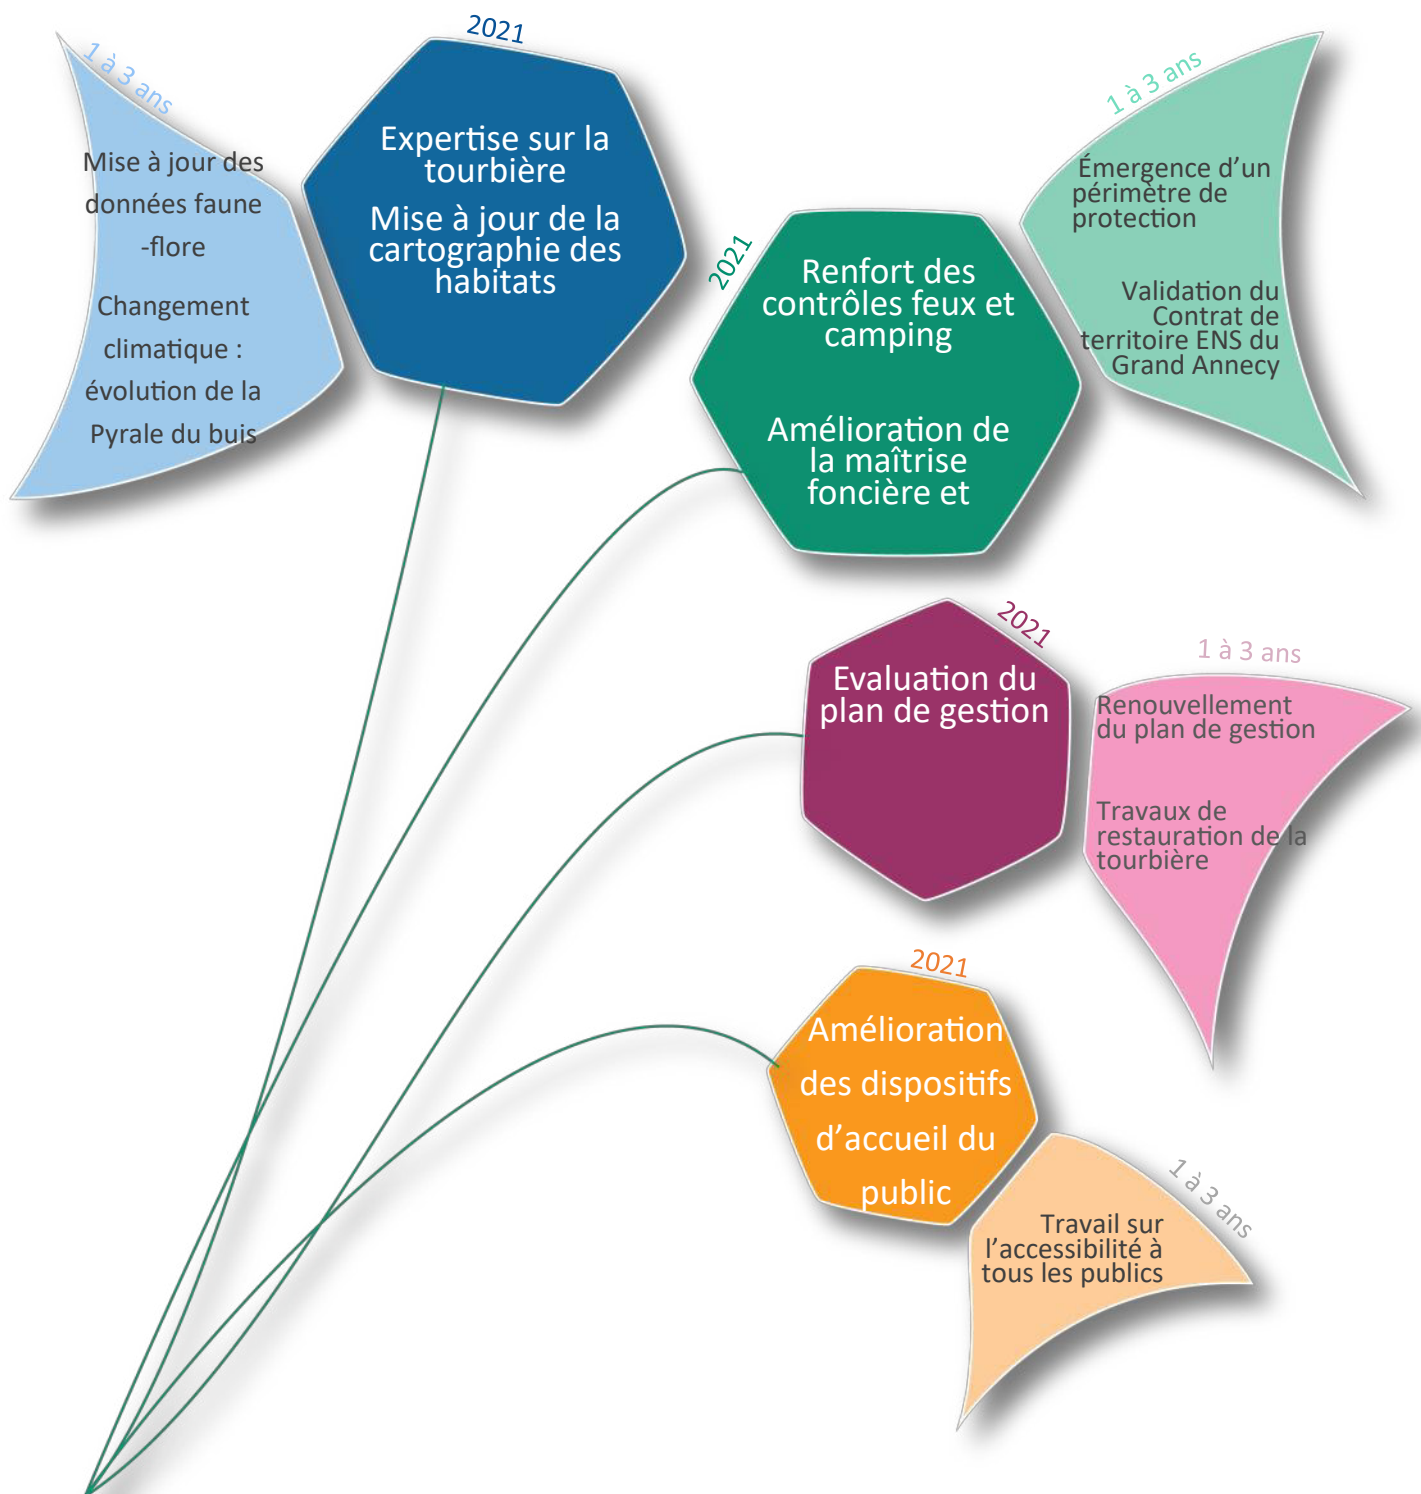 2021
1 à 3 ans
Mise à jour des
données faune
-flore
Changement
climatique :
évolution de la
Pyrale du buis
Expertise sur la
tourbière
Mise à jour de la
cartographie des
habitats
2021
Renfort des
contrôles feux et
camping
Amélioration de
la maîtrise
foncière et
1 à 3 ans
Émergence d’un
périmètre de
protection
Validation du
Contrat de
territoire ENS du
Grand Annecy
2021
Evaluation du
plan de gestion
1 à 3 ans
Renouvellement
du plan de gestion
Travaux de
restauration de la
tourbière
2021
Amélioration
des dispositifs
d’accueil du
public
1 à 3 ans
Travail sur
l’accessibilité à
tous les publics